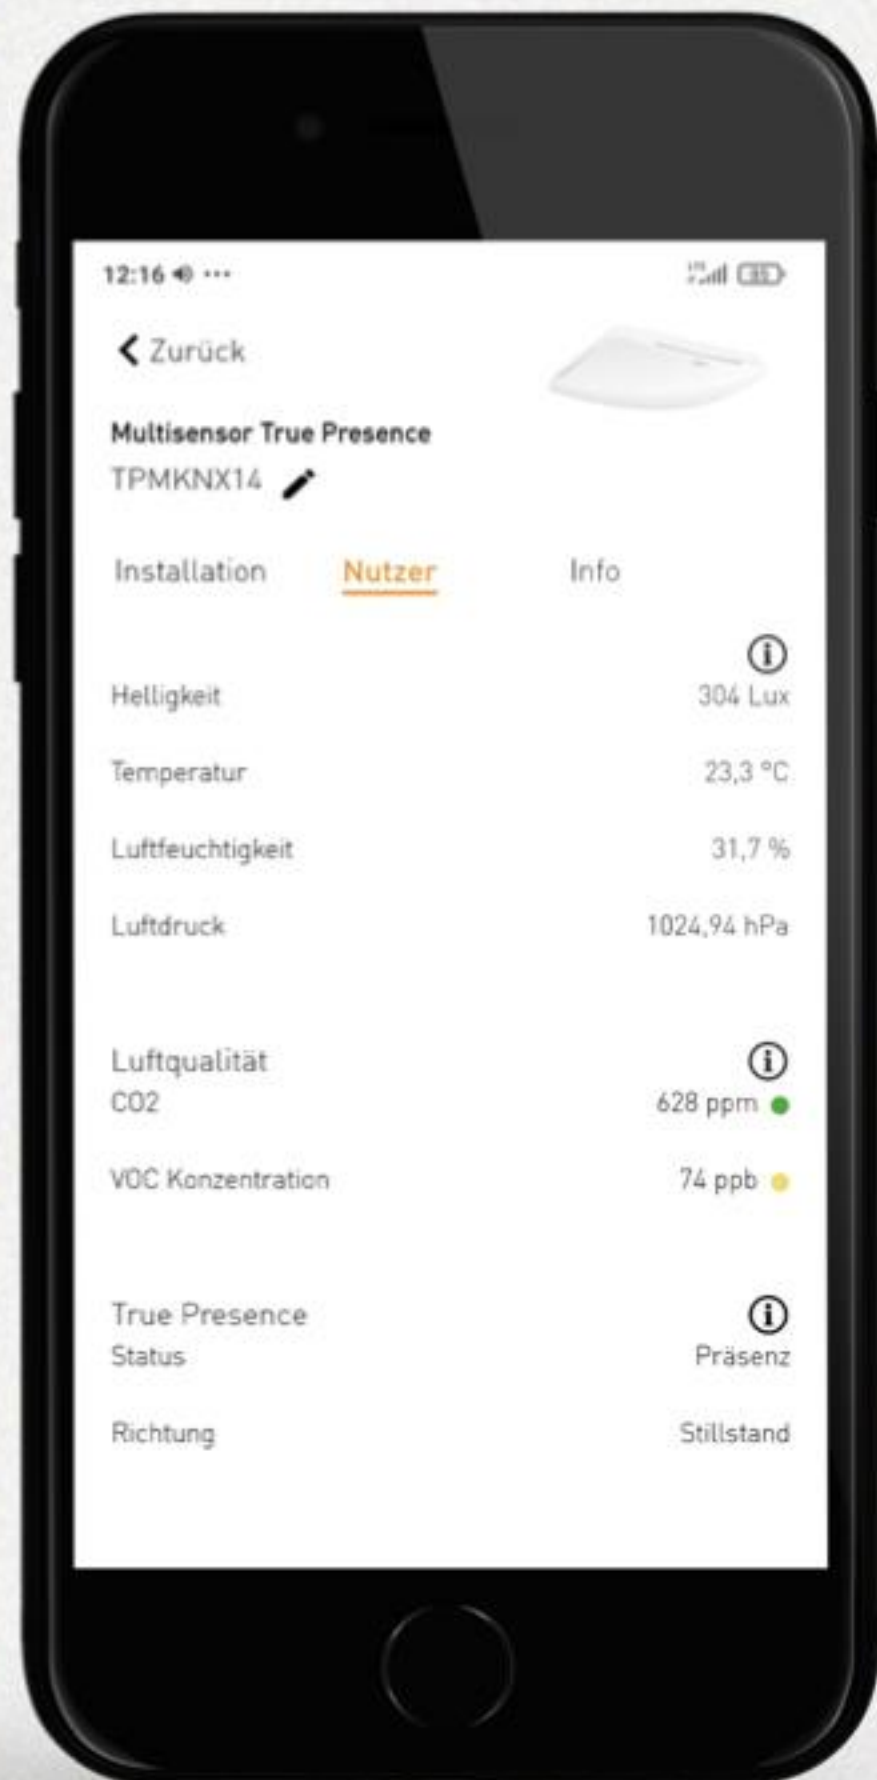 12:16
85
Zurück
Multisensor True Presence
TPMKNX14
Installation Nutzer Info
Helligkeit 304 Lux
Temperatur 23,3 °C
Luftfeuchtigkeit 31,7 %
Luftdruck 1024,94 hPa
Luftqualität
CO2 628 ppm
VOC Konzentration 74 ppb
True Presence
Status Präsenz
Richtung Stillstand